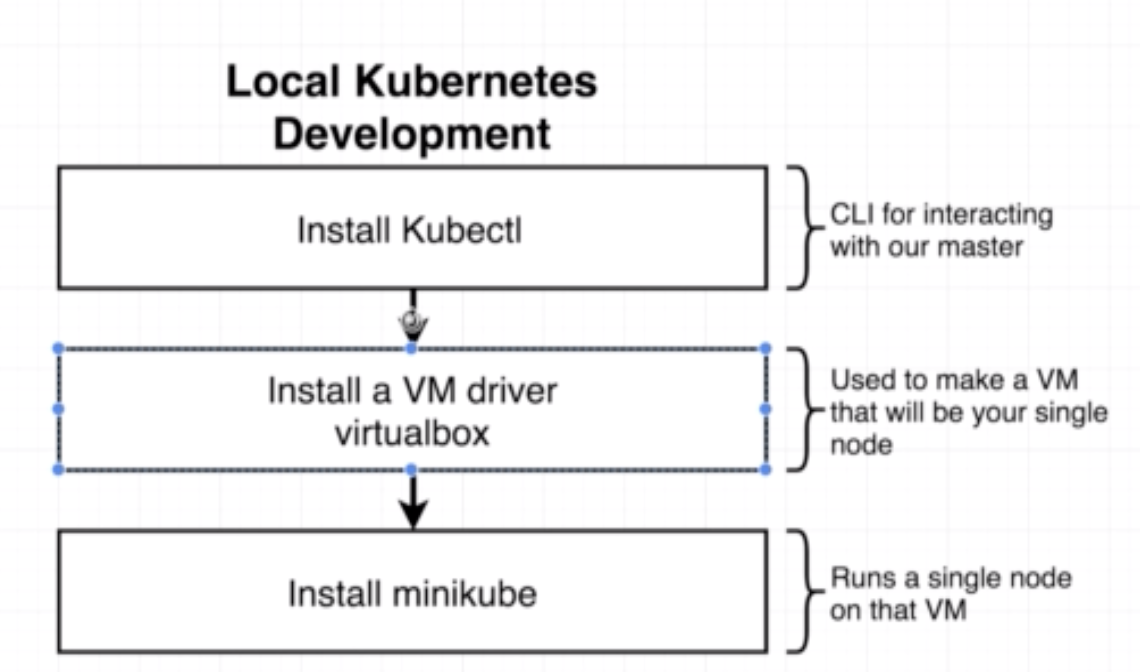 Local Kubernetes
Development
Install Kubectl
CLI for interacting
with our master
Install a VM driver
virtualbox
Used to make a VM
that will be your single
node
Install minikube
Runs a single node
on that VM